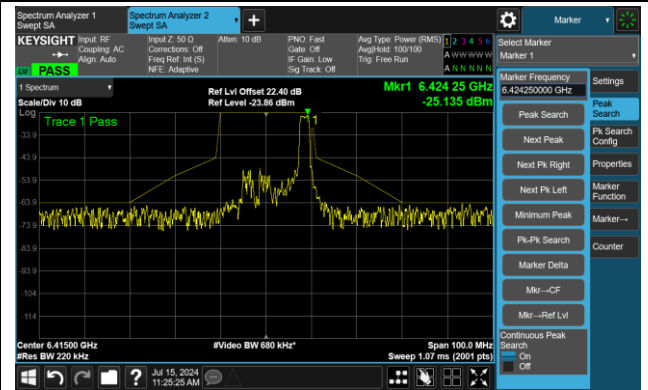 Spectrum Analyzer 1
Swept SA
Spectrum Analyzer 2
Swept SA
+
Marker
KEYSIGHT
Input: RF
Coupling: AC
Align: Auto
Input Z: 50 Ω
Corrections: Off
Freq Ref: Int (S)
NFE: Adaptive
Atten: 10 dB
PNO: Fast
Gate: Off
IF Gain: Low
Sig Track: Off
Avg Type: Power (RMS)
Avg|Hold: 100/100
Trig: Free Run
1 2 3 4 5 6
A W W W W W
A N N N N N
LXI
PASS
Select Marker
Marker 1
1 Spectrum
Scale/Div 10 dB
Ref Lvl Offset 22.40 dB
Ref Level -23.86 dBm
Mkr1 6.424 25 GHz
-25.135 dBm
Log
Trace 1 Pass
1
-33.9
-43.9
-53.9
-63.9
-73.9
-83.9
-93.9
-104
-114
Center 6.41500 GHz
#Res BW 220 kHz
#Video BW 680 kHz*
Span 100.0 MHz
Sweep 1.07 ms (2001 pts)
Marker Frequency
6.424250000 GHz
Peak Search
Next Peak
Next Pk Right
Next Pk Left
Minimum Peak
Pk-Pk Search
Marker Delta
Mkr→CF
Mkr→Ref Lvl
Continuous Peak
Search
On
Off
Settings
Peak
Search
Pk Search
Config
Properties
Marker
Function
Marker→
Counter
?
Jul 15, 2024
11:25:25 AM